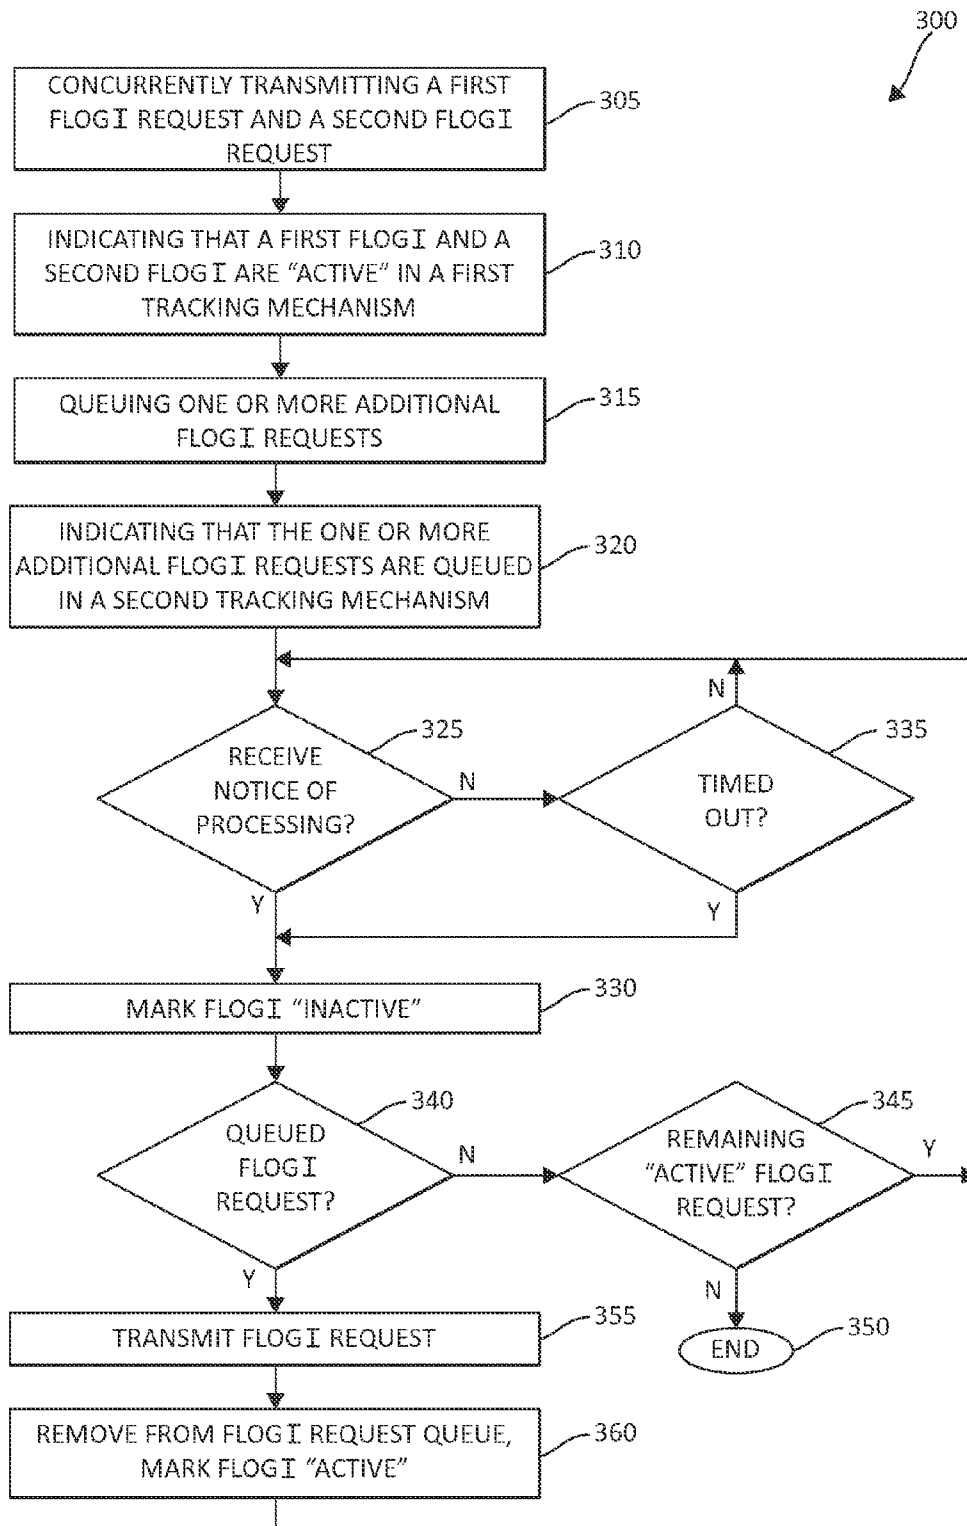 300
CONCURRENTLY TRANSMITTING A FIRST
FLOGI REQUEST AND A SECOND FLOGI
REQUEST
305
INDICATING THAT A FIRST FLOGI AND A
SECOND FLOGI ARE “ACTIVE” IN A FIRST
TRACKING MECHANISM
310
QUEUING ONE OR MORE ADDITIONAL
FLOGI REQUESTS
315
INDICATING THAT THE ONE OR MORE
ADDITIONAL FLOGI REQUESTS ARE QUEUED
IN A SECOND TRACKING MECHANISM
320
RECEIVE
NOTICE OF
PROCESSING?
325
N
Y
TIMED
OUT?
335
N
Y
MARK FLOGI “INACTIVE”
330
QUEUED
FLOGI
REQUEST?
340
N
Y
REMAINING
“ACTIVE” FLOGI
REQUEST?
345
Y
N
TRANSMIT FLOGI REQUEST
355
END
350
REMOVE FROM FLOGI REQUEST QUEUE,
MARK FLOGI “ACTIVE”
360